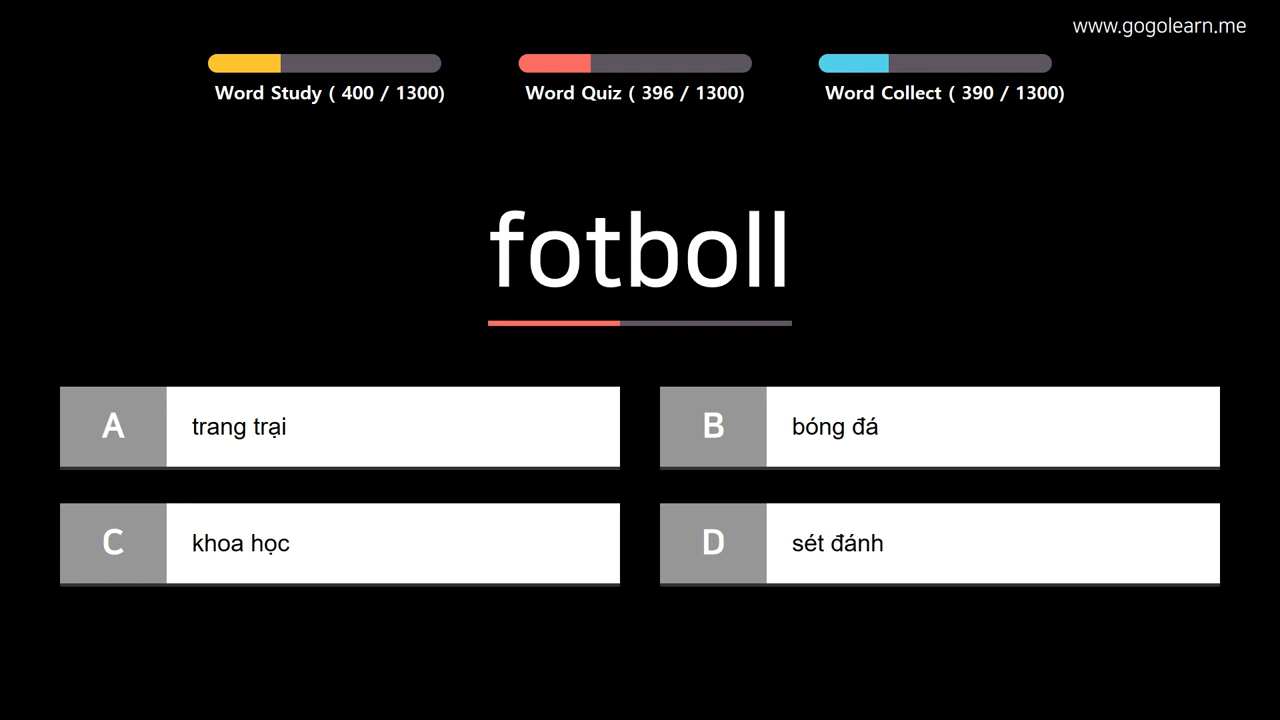 www.gogolearn.me
Word Study ( 400 / 1300)
Word Quiz ( 396 / 1300)
Word Collect ( 390 / 1300)
fotboll
A trang trại
B bóng đá
C khoa học
D sét đánh